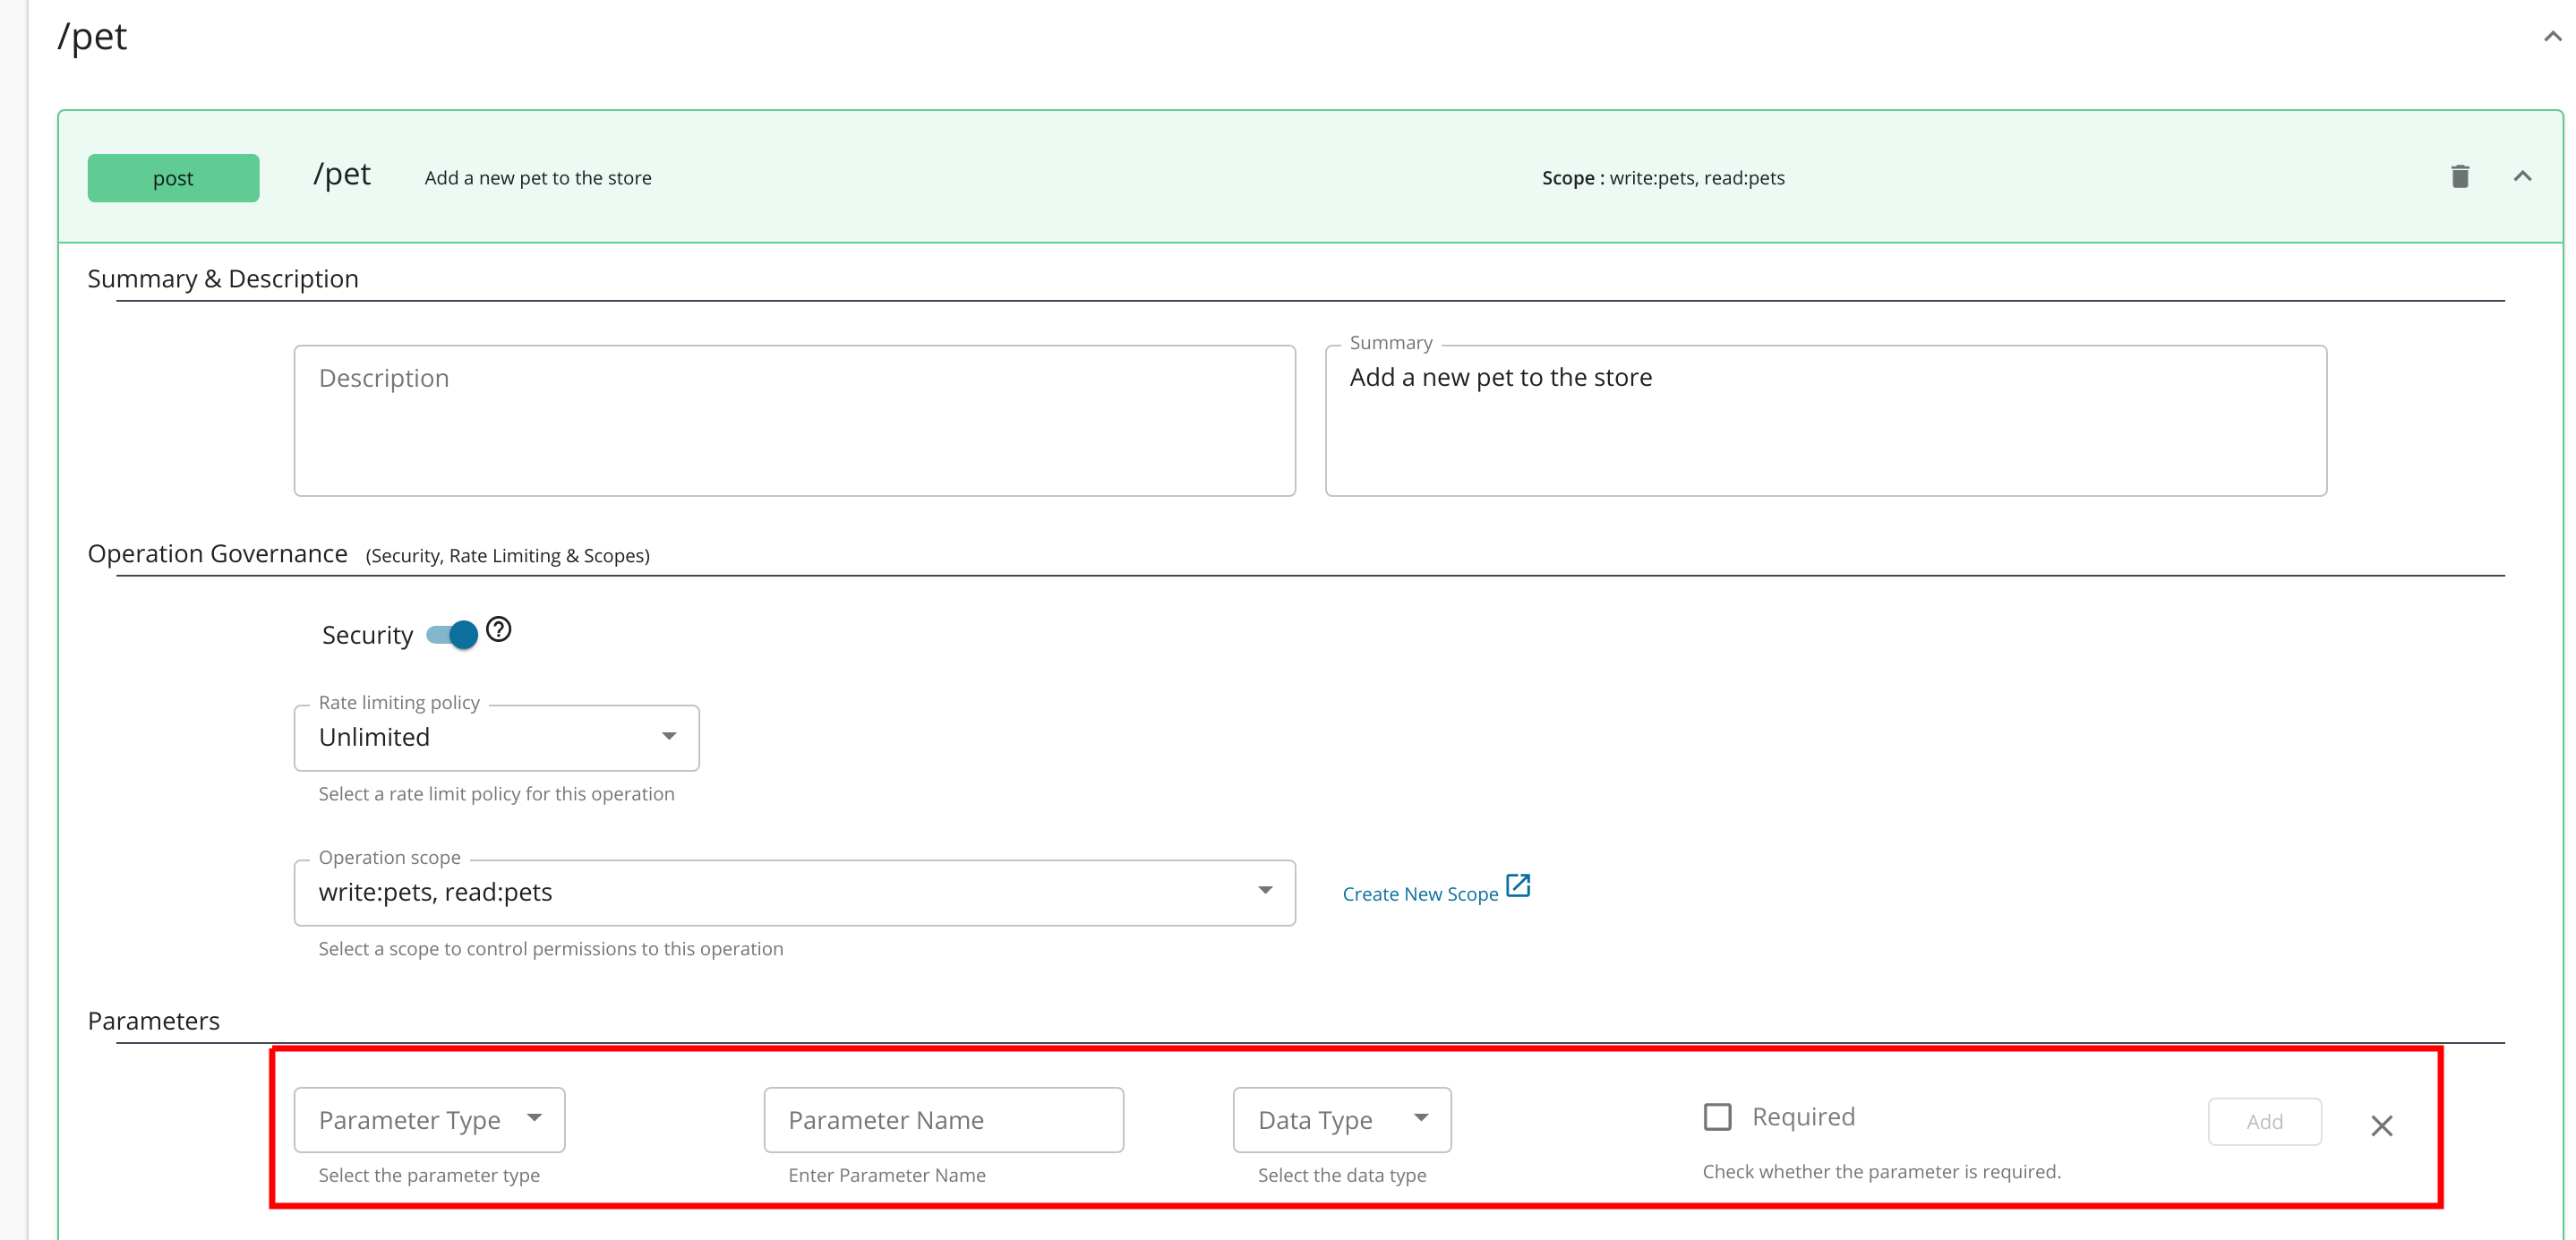 /pet
post /pet Add a new pet to the store Scope : write:pets, read:pets
Summary & Description
Summary
Description Add a new pet to the store
Operation Governance (Security, Rate Limiting & Scopes)
Security
Rate limiting policy
Unlimited
Select a rate limit policy for this operation
Operation scope
write:pets, read:pets Create New Scope
Select a scope to control permissions to this operation
Parameters
Parameter Type Parameter Name Data Type Required Add
Select the parameter type Enter Parameter Name Select the data type Check whether the parameter is required.